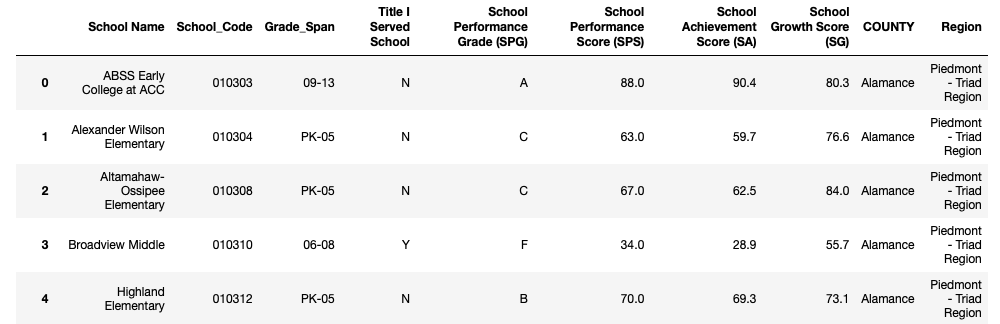 School Name School_Code Grade_Span Title I Served School School Performance Grade (SPG) School Performance Score (SPS) School Achievement Score (SA) School Growth Score (SG) COUNTY Region
0 ABSS Early College at ACC 010303 09-13 N A 88.0 90.4 80.3 Alamance Piedmont - Triad Region
1 Alexander Wilson Elementary 010304 PK-05 N C 63.0 59.7 76.6 Alamance Piedmont - Triad Region
2 Altamahaw-Ossipee Elementary 010308 PK-05 N C 67.0 62.5 84.0 Alamance Piedmont - Triad Region
3 Broadview Middle 010310 06-08 Y F 34.0 28.9 55.7 Alamance Piedmont - Triad Region
4 Highland Elementary 010312 PK-05 N B 70.0 69.3 73.1 Alamance Piedmont - Triad Region